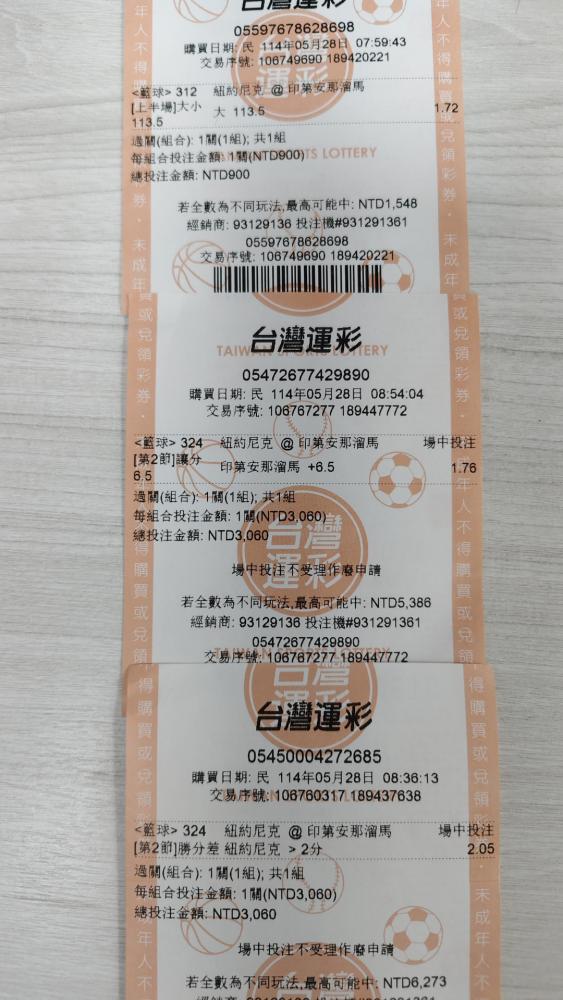 台灣運彩
05597678628698
購買日期: 民 114年05月28日 07:59:43
交易序號: 106749690 189420221
<籃球> 312 紐約尼克 @ 印第安那溜馬
[上半場]大小 大 113.5 1.72
113.5
過關(組合): 1關(1組); 共1組
每組合投注金額: 1關(NTD900)
總投注金額: NTD900
若全數為不同玩法,最高可能中: NTD1,548
經銷商: 93129136 投注機#931291361
05597678628698
交易序號: 106749690 189420221
台灣運彩
TAIWAN SPORTS LOTTERY
05472677429890
購買日期: 民 114年05月28日 08:54:04
交易序號: 106767277 189447772
<籃球> 324 紐約尼克 @ 印第安那溜馬 場中投注
[第2節]讓分 印第安那溜馬 +6.5 1.76
6.5
過關(組合): 1關(1組); 共1組
每組合投注金額: 1關(NTD3,060)
總投注金額: NTD3,060
場中投注不受理作廢申請
若全數為不同玩法,最高可能中: NTD5,386
經銷商: 93129136 投注機#931291361
05472677429890
交易序號: 106767277 189447772
台灣運彩
05450004272685
購買日期: 民 114年05月28日 08:36:13
交易序號: 106760317 189437638
<籃球> 324 紐約尼克 @ 印第安那溜馬 場中投注
[第2節]勝分差 紐約尼克 > 2分 2.05
過關(組合): 1關(1組); 共1組
每組合投注金額: 1關(NTD3,060)
總投注金額: NTD3,060
場中投注不受理作廢申請
若全數為不同玩法,最高可能中: NTD6,273